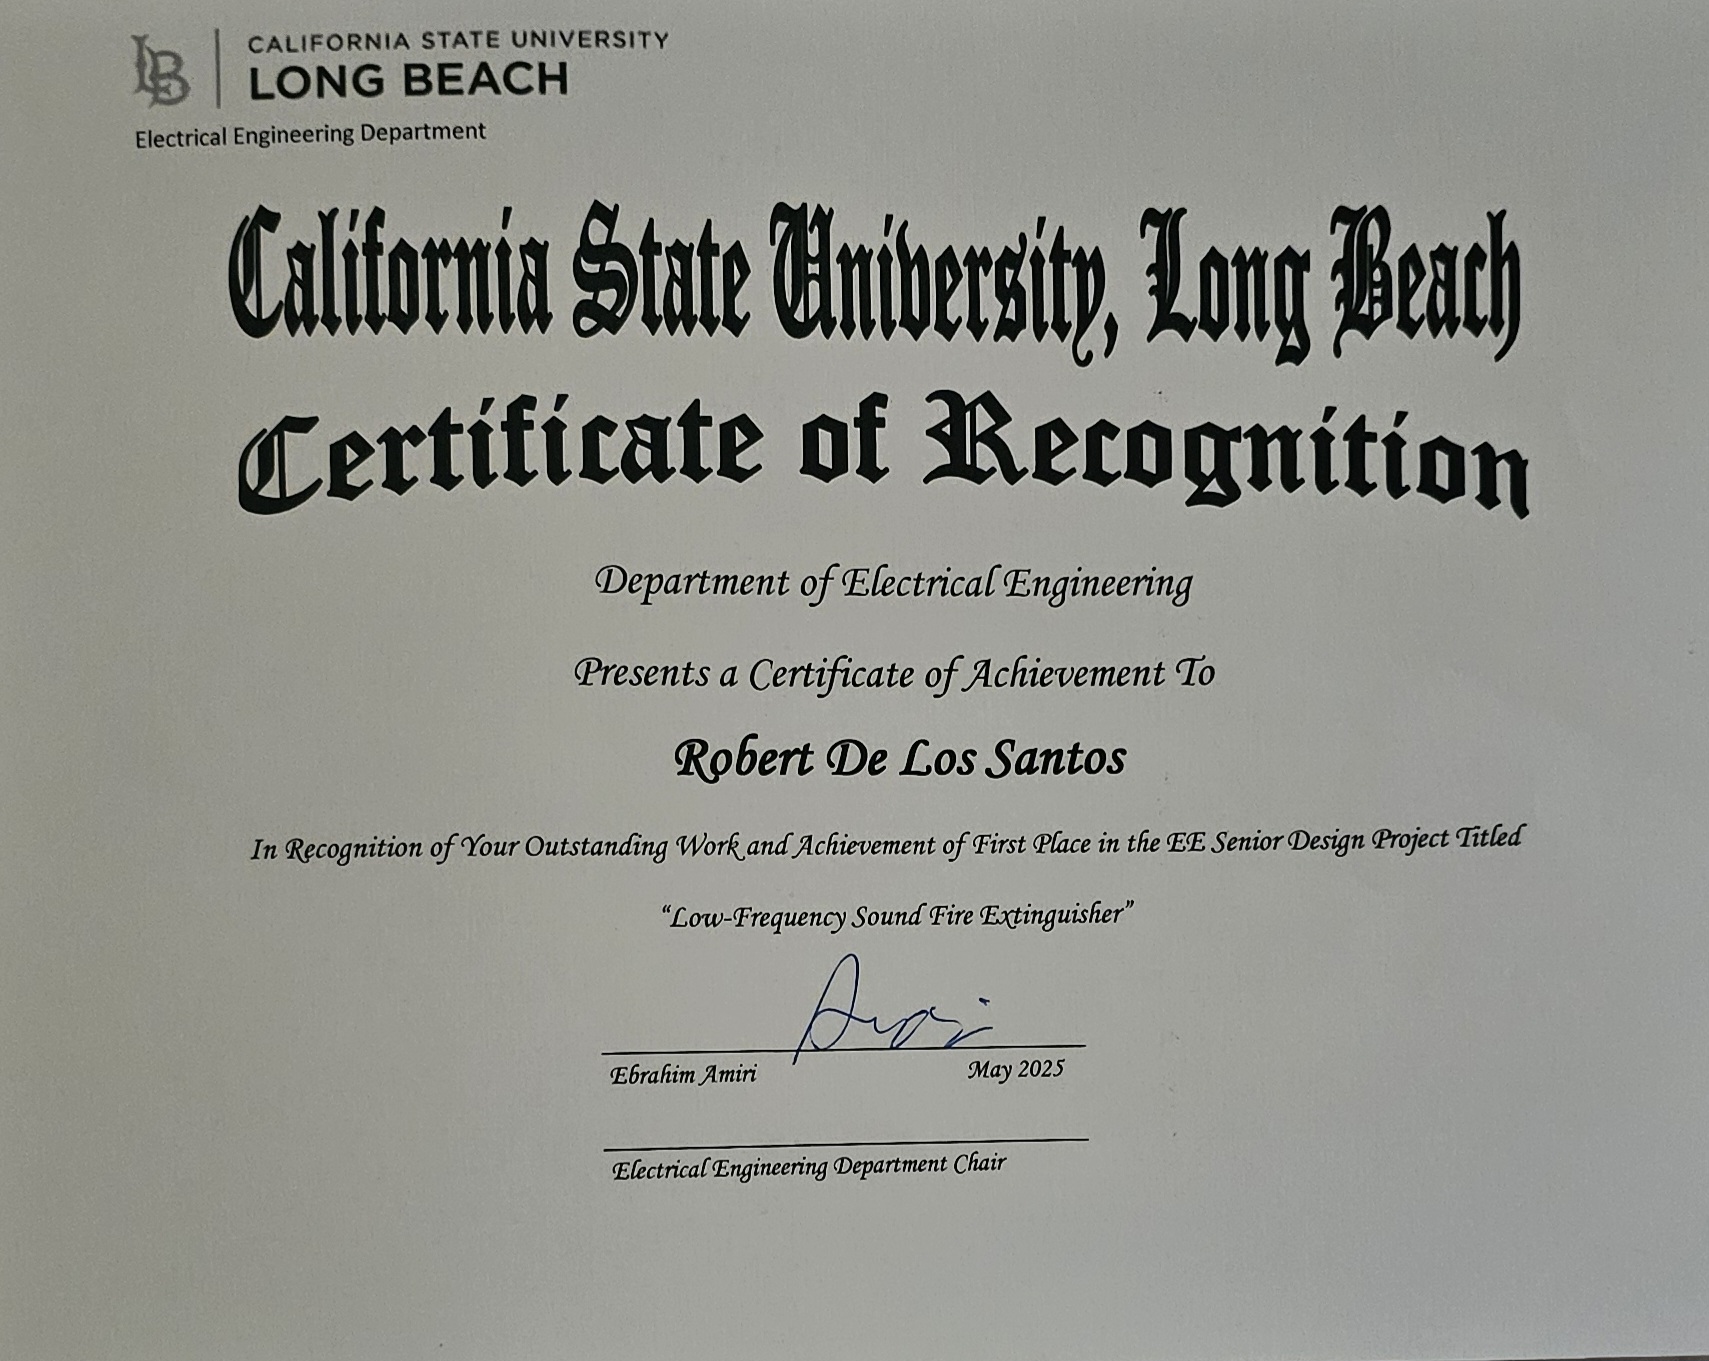 LB
CALIFORNIA STATE UNIVERSITY
LONG BEACH
Electrical Engineering Department
California State University, Long Beach
Certificate of Recognition
Department of Electrical Engineering
Presents a Certificate of Achievement To
Robert De Los Santos
In Recognition of Your Outstanding Work and Achievement of First Place in the EE Senior Design Project Titled
“Low-Frequency Sound Fire Extinguisher”
Ebrahim Amiri May 2025
Electrical Engineering Department Chair